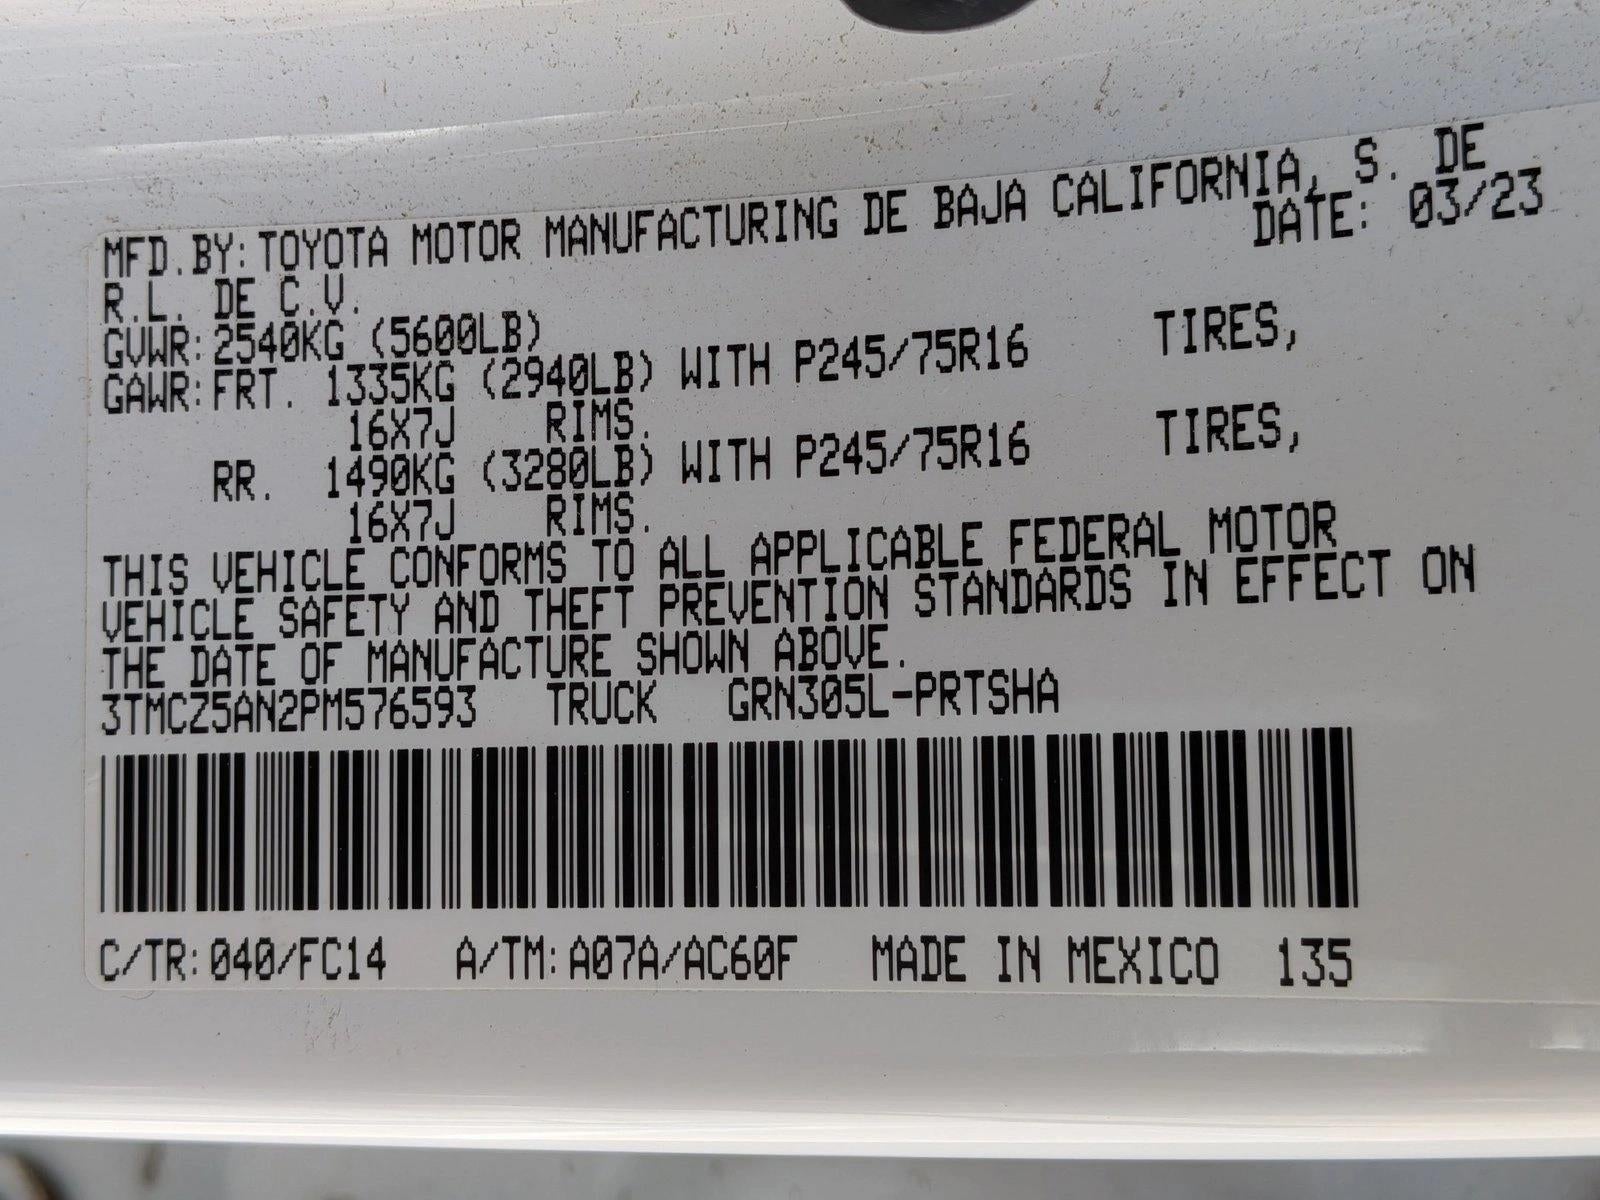 MFD.BY:TOYOTA MOTOR MANUFACTURING DE BAJA CALIFORNIA, S. DE
R.L. DE C.V. DATE: 03/23
GVWR:2540KG (5600LB)
GAWR:FRT. 1335KG (2940LB) WITH P245/75R16 TIRES,
16X7J RIMS.
RR. 1490KG (3280LB) WITH P245/75R16 TIRES,
16X7J RIMS.
THIS VEHICLE CONFORMS TO ALL APPLICABLE FEDERAL MOTOR
VEHICLE SAFETY AND THEFT PREVENTION STANDARDS IN EFFECT ON
THE DATE OF MANUFACTURE SHOWN ABOVE.
3TMCZ5AN2PM576593 TRUCK GRN305L-PRTSHA
C/TR:040/FC14 A/TM:A07A/AC60F MADE IN MEXICO 135